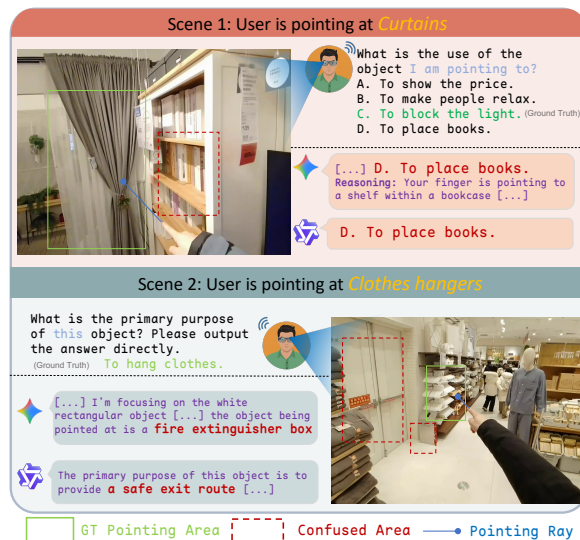 Scene 1: User is pointing at Curtains
What is the use of the
object I am pointing to?
A. To show the price.
B. To make people relax.
C. To block the light. (Ground Truth)
D. To place books.
[...] D. To place books.
Reasoning: Your finger is pointing to
a shelf within a bookcase [...]
D. To place books.
Scene 2: User is pointing at Clothes hangers
What is the primary purpose
of this object? Please output
the answer directly.
(Ground Truth) To hang clothes.
[...] I'm focusing on the white
rectangular object [...] the object being
pointed at is a fire extinguisher box
The primary purpose of this object is to
provide a safe exit route [...]
GT Pointing Area Confused Area Pointing Ray